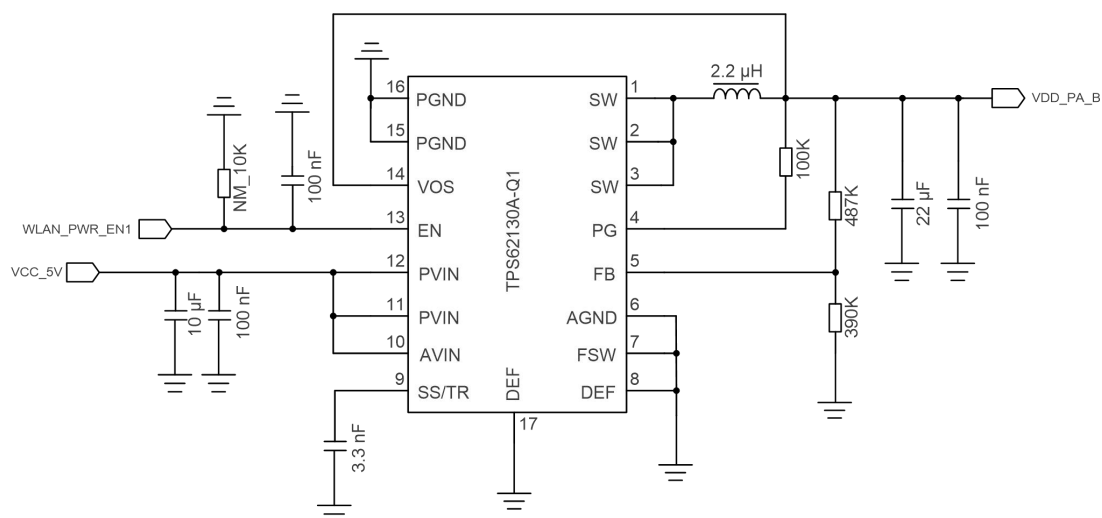 2.2 µH
VDD_PA_B
16
PGND
SW
1
15
PGND
SW
2
14
VOS
SW
3
13
EN
PG
4
12
PVIN
FB
5
11
PVIN
AGND
6
10
AVIN
FSW
7
9
SS/TR
DEF
8
DEF
17
TPS62130A-Q1
NM_10K
100 nF
WLAN_PWR_EN1
VCC_5V
10 µF
100 nF
3.3 nF
100K
487K
390K
22 µF
100 nF